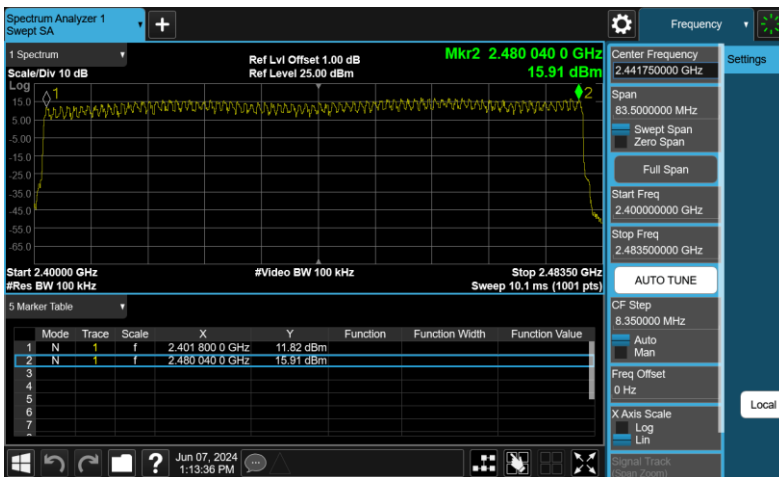 Spectrum Analyzer 1
Swept SA
+
Frequency
1 Spectrum
Scale/Div 10 dB
Ref Lvl Offset 1.00 dB
Ref Level 25.00 dBm
Mkr2 2.480 040 0 GHz
15.91 dBm
Log
1
2
15.0
5.00
-5.00
-15.0
-25.0
-35.0
-45.0
-55.0
-65.0
Start 2.40000 GHz
#Video BW 100 kHz
Stop 2.48350 GHz
#Res BW 100 kHz
Sweep 10.1 ms (1001 pts)
5 Marker Table
Mode Trace Scale X Y Function Function Width Function Value
1 N 1 f 2.401 800 0 GHz 11.82 dBm
2 N 1 f 2.480 040 0 GHz 15.91 dBm
3
4
5
6
7
?
Jun 07, 2024
1:13:36 PM
Center Frequency
2.441750000 GHz
Span
83.5000000 MHz
Swept Span
Zero Span
Full Span
Start Freq
2.400000000 GHz
Stop Freq
2.483500000 GHz
AUTO TUNE
CF Step
8.350000 MHz
Auto
Man
Freq Offset
0 Hz
X Axis Scale
Log
Lin
Signal Track
(Span Zoom)
Settings
Local